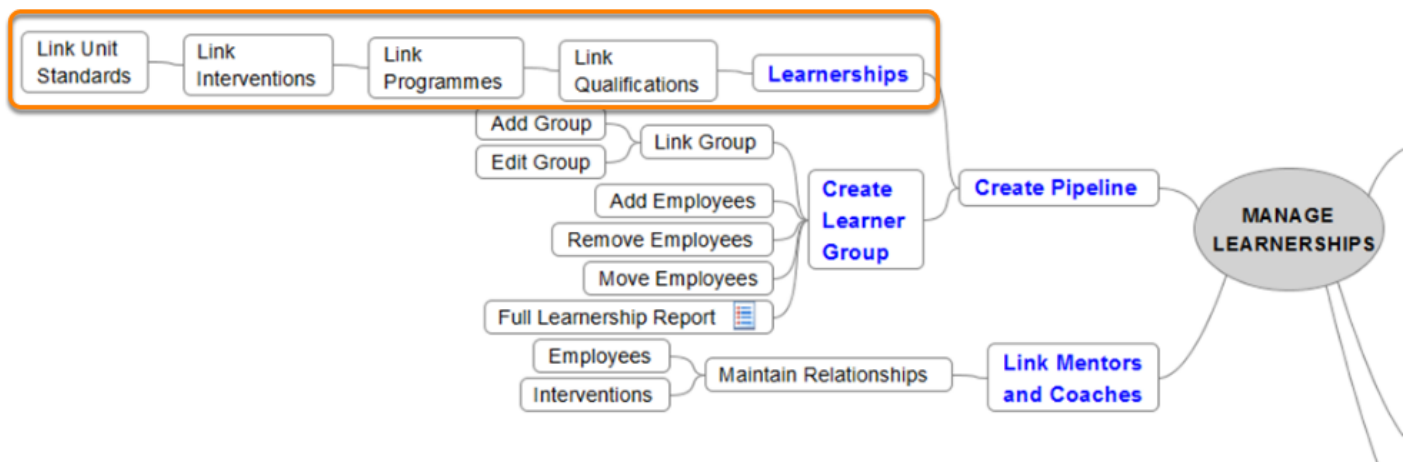 Link Unit
Standards
Link
Interventions
Link
Programmes
Link
Qualifications
Learnerships
Add Group
Edit Group
Link Group
Add Employees
Remove Employees
Move Employees
Full Learnership Report
Create
Learner
Group
Create Pipeline
MANAGE
LEARNERSHIPS
Employees
Interventions
Maintain Relationships
Link Mentors
and Coaches